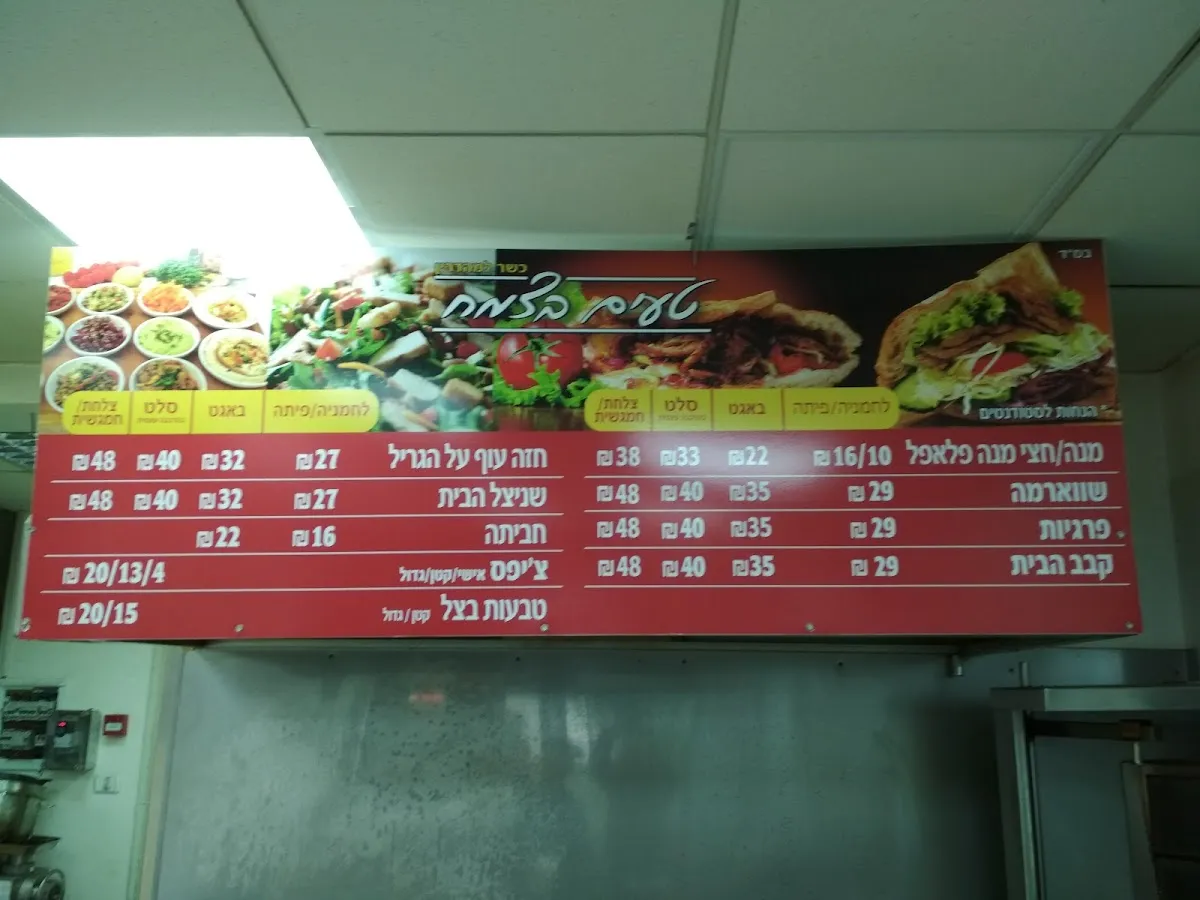 בס"ד
כשר למהדרין
טעים בצמח
הנחות לסטודנטים
לחמניה/פיתה באגט סלט צלחת/חמגשית
מנה/חצי מנה פלאפל 16/10 ₪ 22 ₪ 33 ₪ 38 ₪
שווארמה 29 ₪ 35 ₪ 40 ₪ 48 ₪
פרגיות 29 ₪ 35 ₪ 40 ₪ 48 ₪
קבב הבית 29 ₪ 35 ₪ 40 ₪ 48 ₪
לחמניה/פיתה באגט סלט צלחת/חמגשית
חזה עוף על הגריל 27 ₪ 32 ₪ 40 ₪ 48 ₪
שניצל הבית 27 ₪ 32 ₪ 40 ₪ 48 ₪
חביתה 16 ₪ 22 ₪
צ'יפס אישי/קטן/גדול 20/13/4 ₪
טבעות בצל קטן/גדול 20/15 ₪